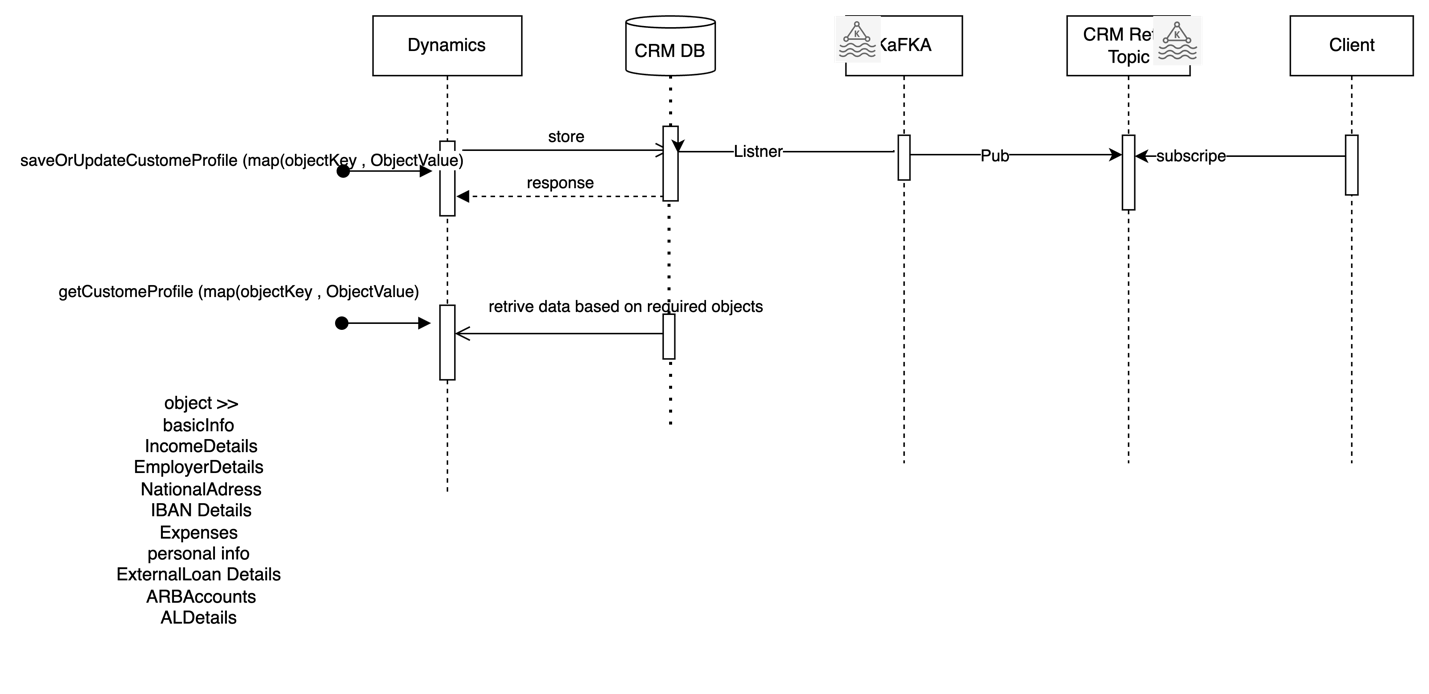 Dynamics
CRM DB
KaFKA
CRM
Topic
Client
store
saveOrUpdateCustomeProfile (map(objectKey , ObjectValue)
Listner
Pub
subscripe
response
getCustomeProfile (map(objectKey , ObjectValue)
retrive data based on required objects
object >>
basicInfo
IncomeDetails
EmployerDetails
NationalAdress
IBAN Details
Expenses
personal info
ExternalLoan Details
ARBAccounts
ALDetails